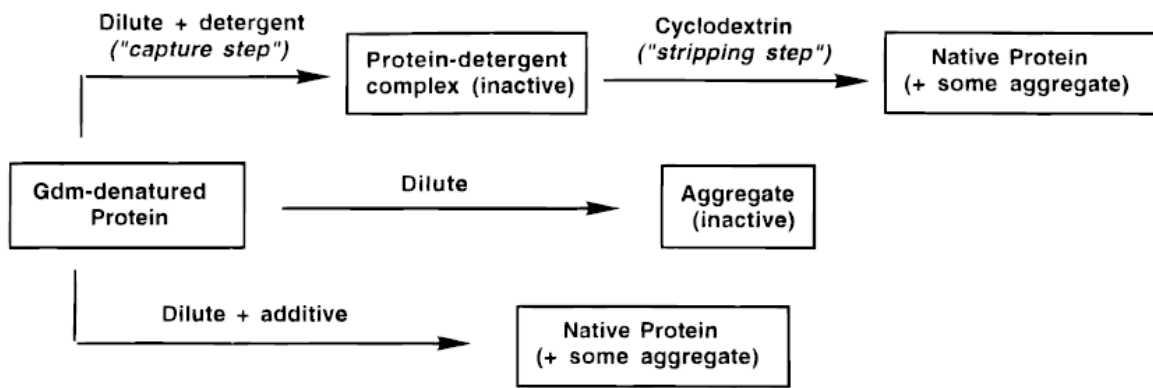 Dilute + detergent
("capture step")
Protein-detergent
complex (inactive)
Cyclodextrin
("stripping step")
Native Protein
(+ some aggregate)
Gdm-denatured
Protein
Dilute
Aggregate
(inactive)
Dilute + additive
Native Protein
(+ some aggregate)